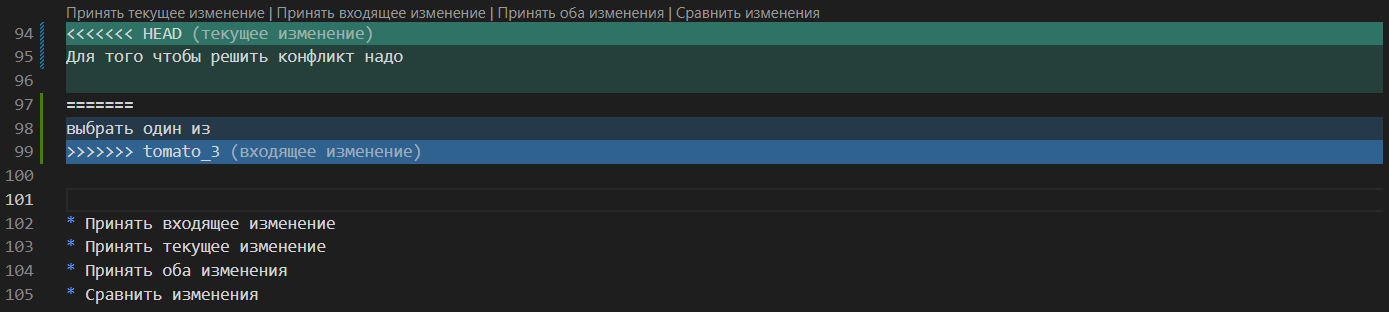 Принять текущее изменение | Принять входящее изменение | Принять оба изменения | Сравнить изменения
94 <<<<<<< HEAD (текущее изменение)
95 Для того чтобы решить конфликт надо
96
97 =======
98 выбрать один из
99 >>>>>>> tomato_3 (входящее изменение)
100
101
102 * Принять входящее изменение
103 * Принять текущее изменение
104 * Принять оба изменения
105 * Сравнить изменения